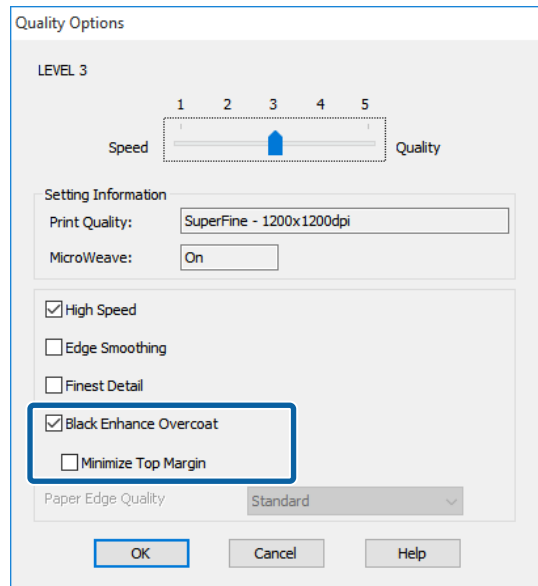 Quality Options
LEVEL 3
1 2 3 4 5
Speed Quality
Setting Information
Print Quality: SuperFine - 1200x1200dpi
MicroWeave: On
High Speed
Edge Smoothing
Finest Detail
Black Enhance Overcoat
Minimize Top Margin
Paper Edge Quality Standard
OK Cancel Help